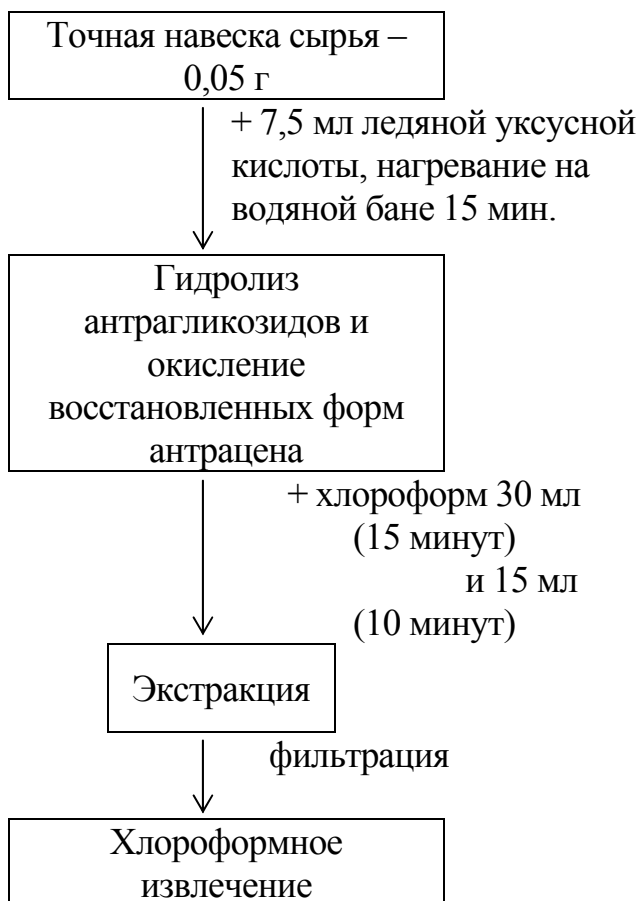 Точная навеска сырья –
0,05 г
+ 7,5 мл ледяной уксусной
кислоты, нагревание на
водяной бане 15 мин.
Гидролиз
антрагликозидов и
окисление
восстановленных форм
антрацена
+ хлороформ 30 мл
(15 минут)
и 15 мл
(10 минут)
Экстракция
фильтрация
Хлороформное
извлечение